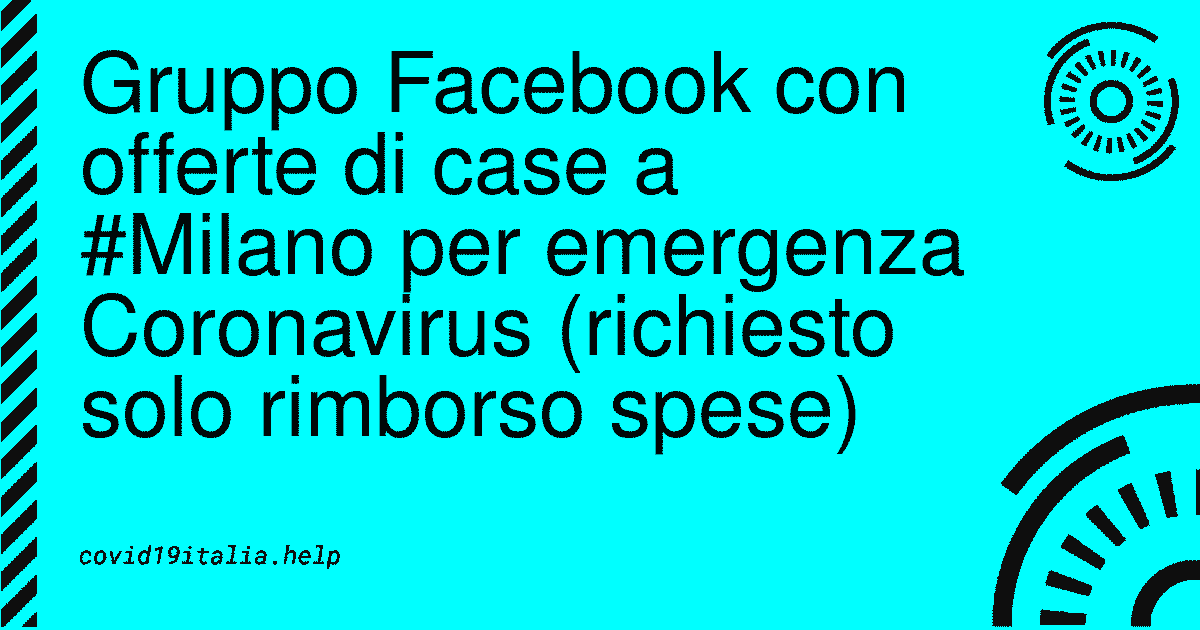 Gruppo Facebook con
offerte di case a
#Milano per emergenza
Coronavirus (richiesto
solo rimborso spese)
covid19italia.help